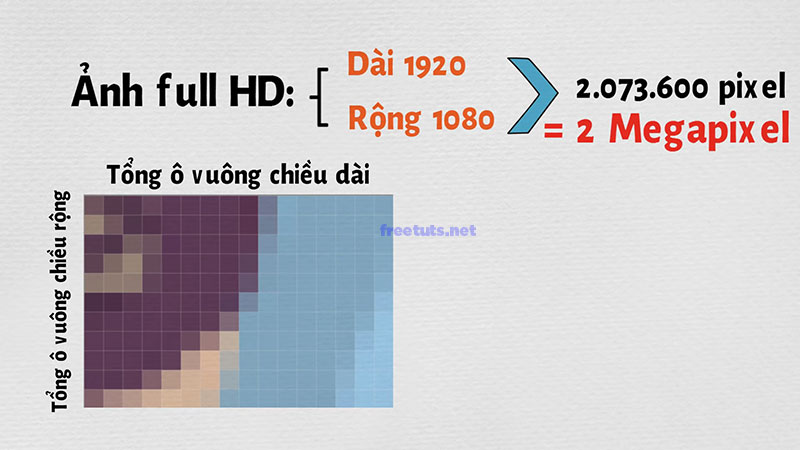 Ảnh full HD:
Dài 1920
Rộng 1080
2.073.600 pixel
= 2 Megapixel
Tổng ô vuông chiều dài
Tổng ô vuông chiều rộng
freetuts.net